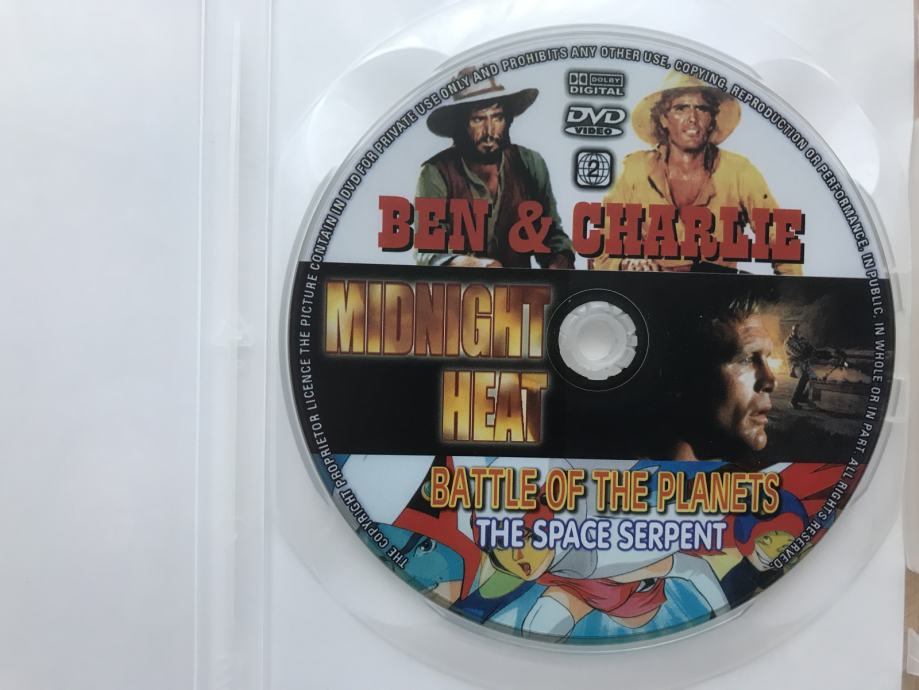 THE COPYRIGHT PROPRIETOR LICENCE THE PICTURE CONTAIN IN DVD FOR PRIVATE USE ONLY AND PROHIBITS ANY OTHER USE, COPYING, REPRODUCTION OR PERFORMANCE, IN PUBLIC, IN WHOLE OR IN PART. ALL RIGHTS RESERVED.
DOLBY
DIGITAL
DVD
VIDEO
2
BEN & CHARLIE
MIDNIGHT
HEAT
BATTLE OF THE PLANETS
THE SPACE SERPENT